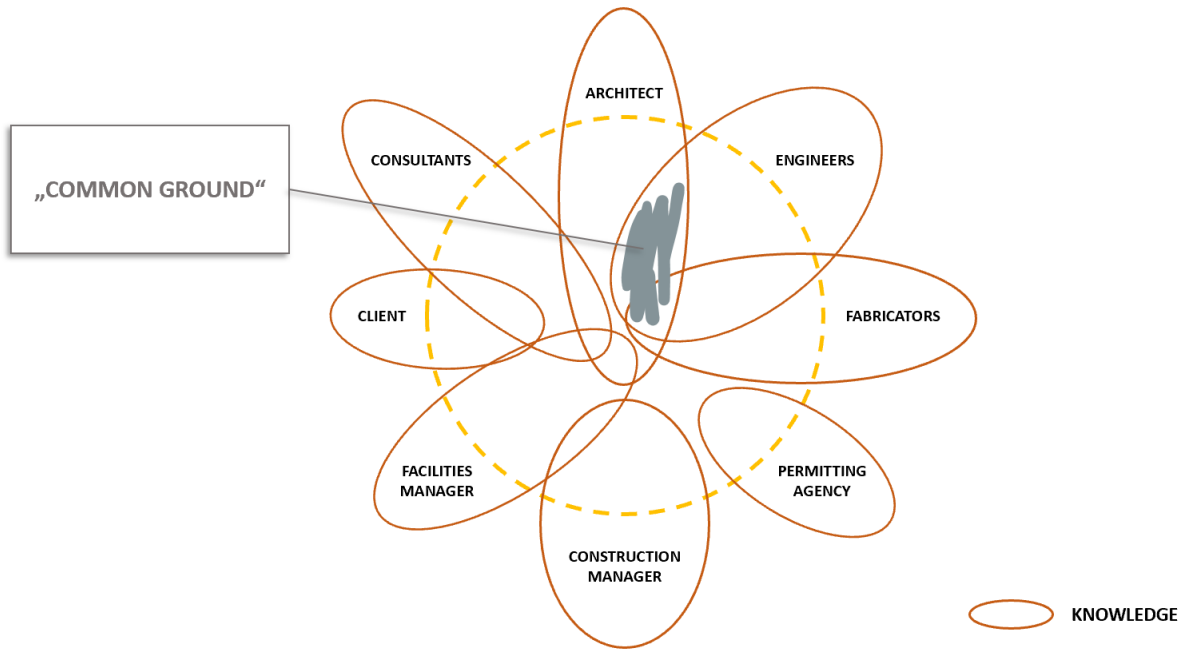 ARCHITECT
CONSULTANTS
ENGINEERS
„COMMON GROUND“
CLIENT
FABRICATORS
FACILITIES
MANAGER
PERMITTING
AGENCY
CONSTRUCTION
MANAGER
KNOWLEDGE